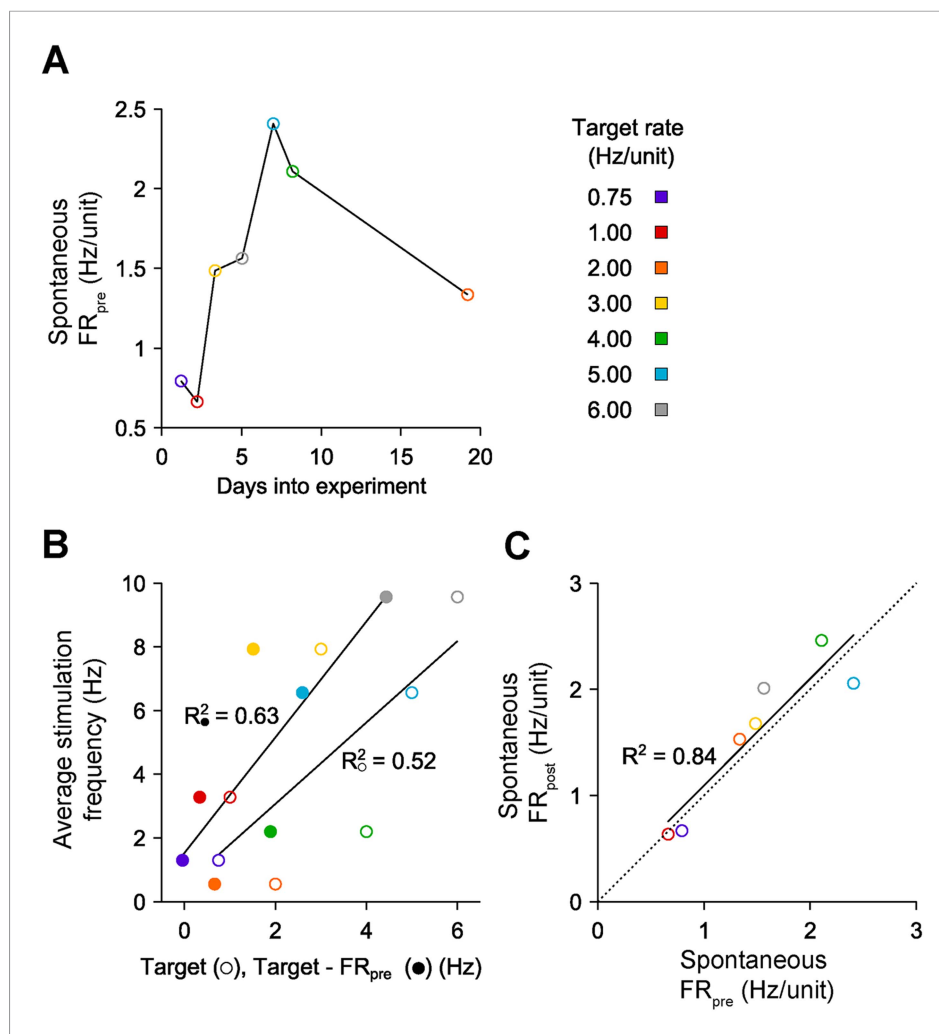 A
Spontaneous
FRpre (Hz/unit)
2.5
2
1.5
1
0.5
0
5
10
15
20
Days into experiment
Target rate
(Hz/unit)
0.75
1.00
2.00
3.00
4.00
5.00
6.00
B
Average stimulation
frequency (Hz)
10
8
6
4
2
0
R²● = 0.63
R²○ = 0.52
0
2
4
6
Target (○), Target - FRpre (●) (Hz)
C
Spontaneous
FRpost (Hz/unit)
3
2
1
0
R² = 0.84
0
1
2
3
Spontaneous
FRpre (Hz/unit)